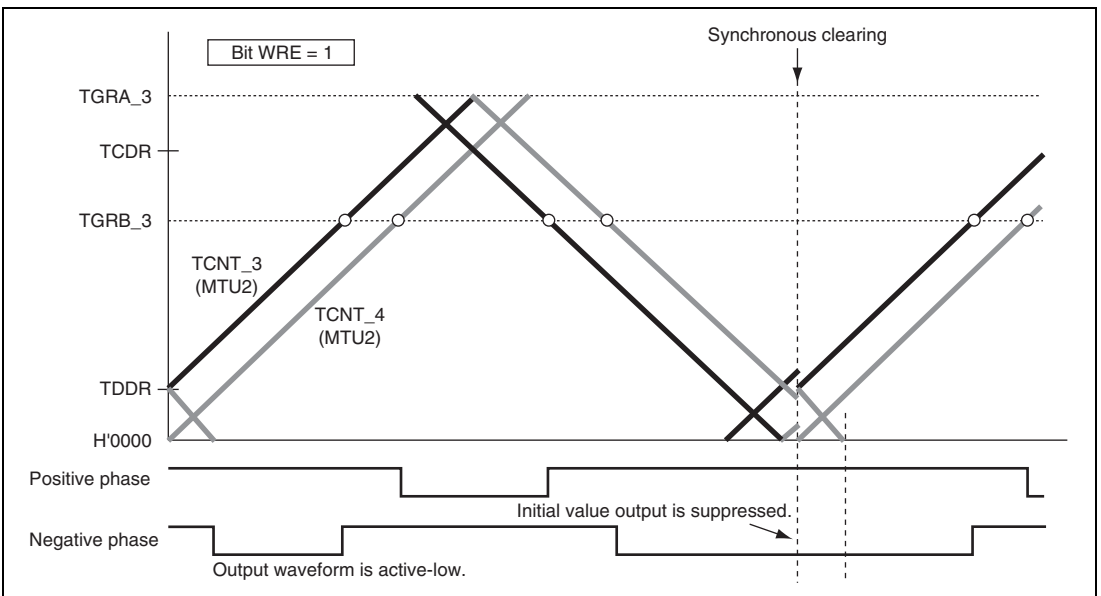 Synchronous clearing
Bit WRE = 1
TGRA_3
TCDR
TGRB_3
TCNT_3
(MTU2)
TCNT_4
(MTU2)
TDDR
H'0000
Positive phase
Initial value output is suppressed.
Negative phase
Output waveform is active-low.